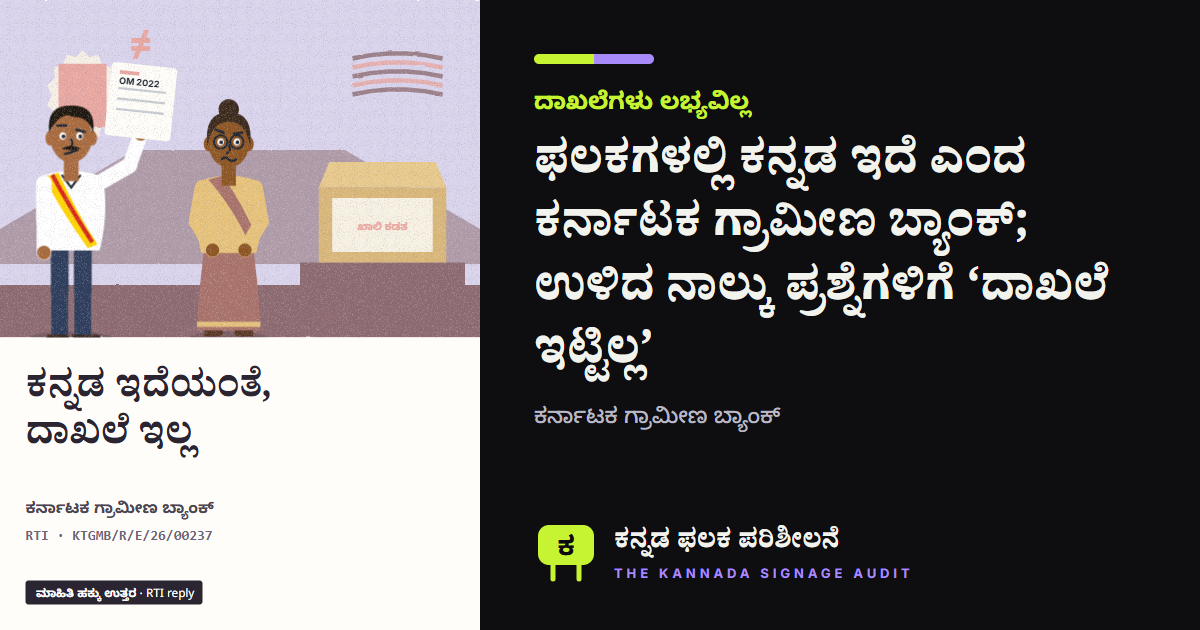 ≠
OM 2022
ಖಾಲಿ ಕಡತ
ಕನ್ನಡ ಇದೆಯಂತೆ,
ದಾಖಲೆ ಇಲ್ಲ
ಕರ್ನಾಟಕ ಗ್ರಾಮೀಣ ಬ್ಯಾಂಕ್
RTI · KTGMB/R/E/26/00237
ಮಾಹಿತಿ ಹಕ್ಕು ಉತ್ತರ · RTI reply
ದಾಖಲೆಗಳು ಲಭ್ಯವಿಲ್ಲ
ಫಲಕಗಳಲ್ಲಿ ಕನ್ನಡ ಇದೆ ಎಂದ
ಕರ್ನಾಟಕ ಗ್ರಾಮೀಣ ಬ್ಯಾಂಕ್;
ಉಳಿದ ನಾಲ್ಕು ಪ್ರಶ್ನೆಗಳಿಗೆ ‘ದಾಖಲೆ
ಇಟ್ಟಿಲ್ಲ’
ಕರ್ನಾಟಕ ಗ್ರಾಮೀಣ ಬ್ಯಾಂಕ್
ಕ
ಕನ್ನಡ ಫಲಕ ಪರಿಶೀಲನೆ
THE KANNADA SIGNAGE AUDIT